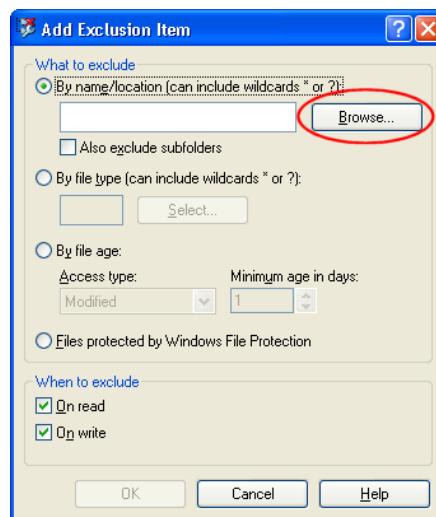 Add Exclusion Item
What to exclude
By name/location (can include wildcards * or ?):
Browse...
Also exclude subfolders
By file type (can include wildcards * or ?):
Select...
By file age:
Access type: Minimum age in days:
Modified 1
Files protected by Windows File Protection
When to exclude
On read
On write
OK Cancel Help